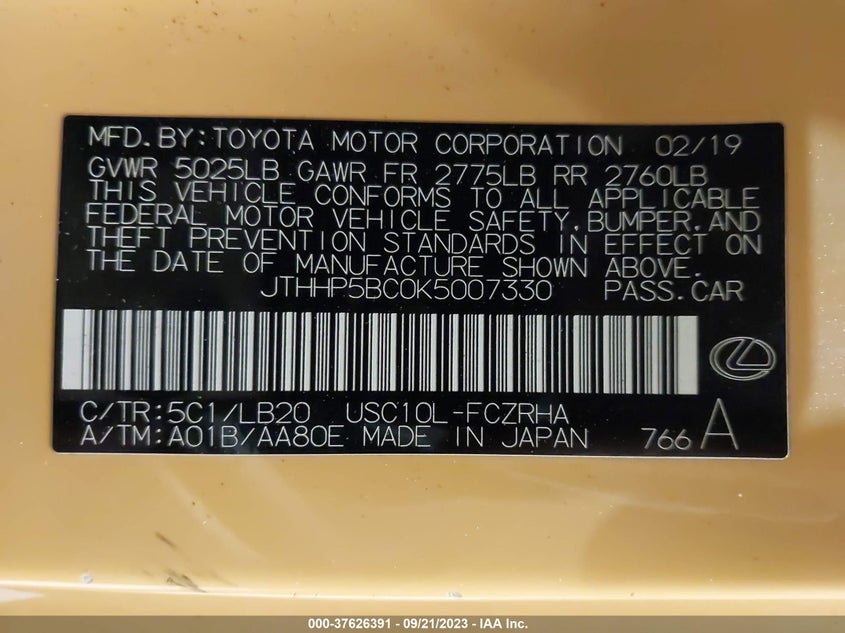 MFD.BY:TOYOTA MOTOR CORPORATION 02/19
GVWR 5025LB GAWR FR 2775LB RR 2760LB
THIS VEHICLE CONFORMS TO ALL APPLICABLE
FEDERAL MOTOR VEHICLE SAFETY,BUMPER,AND
THEFT PREVENTION STANDARDS IN EFFECT ON
THE DATE OF MANUFACTURE SHOWN ABOVE.
JTHHP5BC0K5007330 PASS.CAR
C/TR:5C1/LB20 USC10L-FCZRHA
A/TM:A01B/AA80E MADE IN JAPAN 766 A
000-37626391 - 09/21/2023 - IAA Inc.